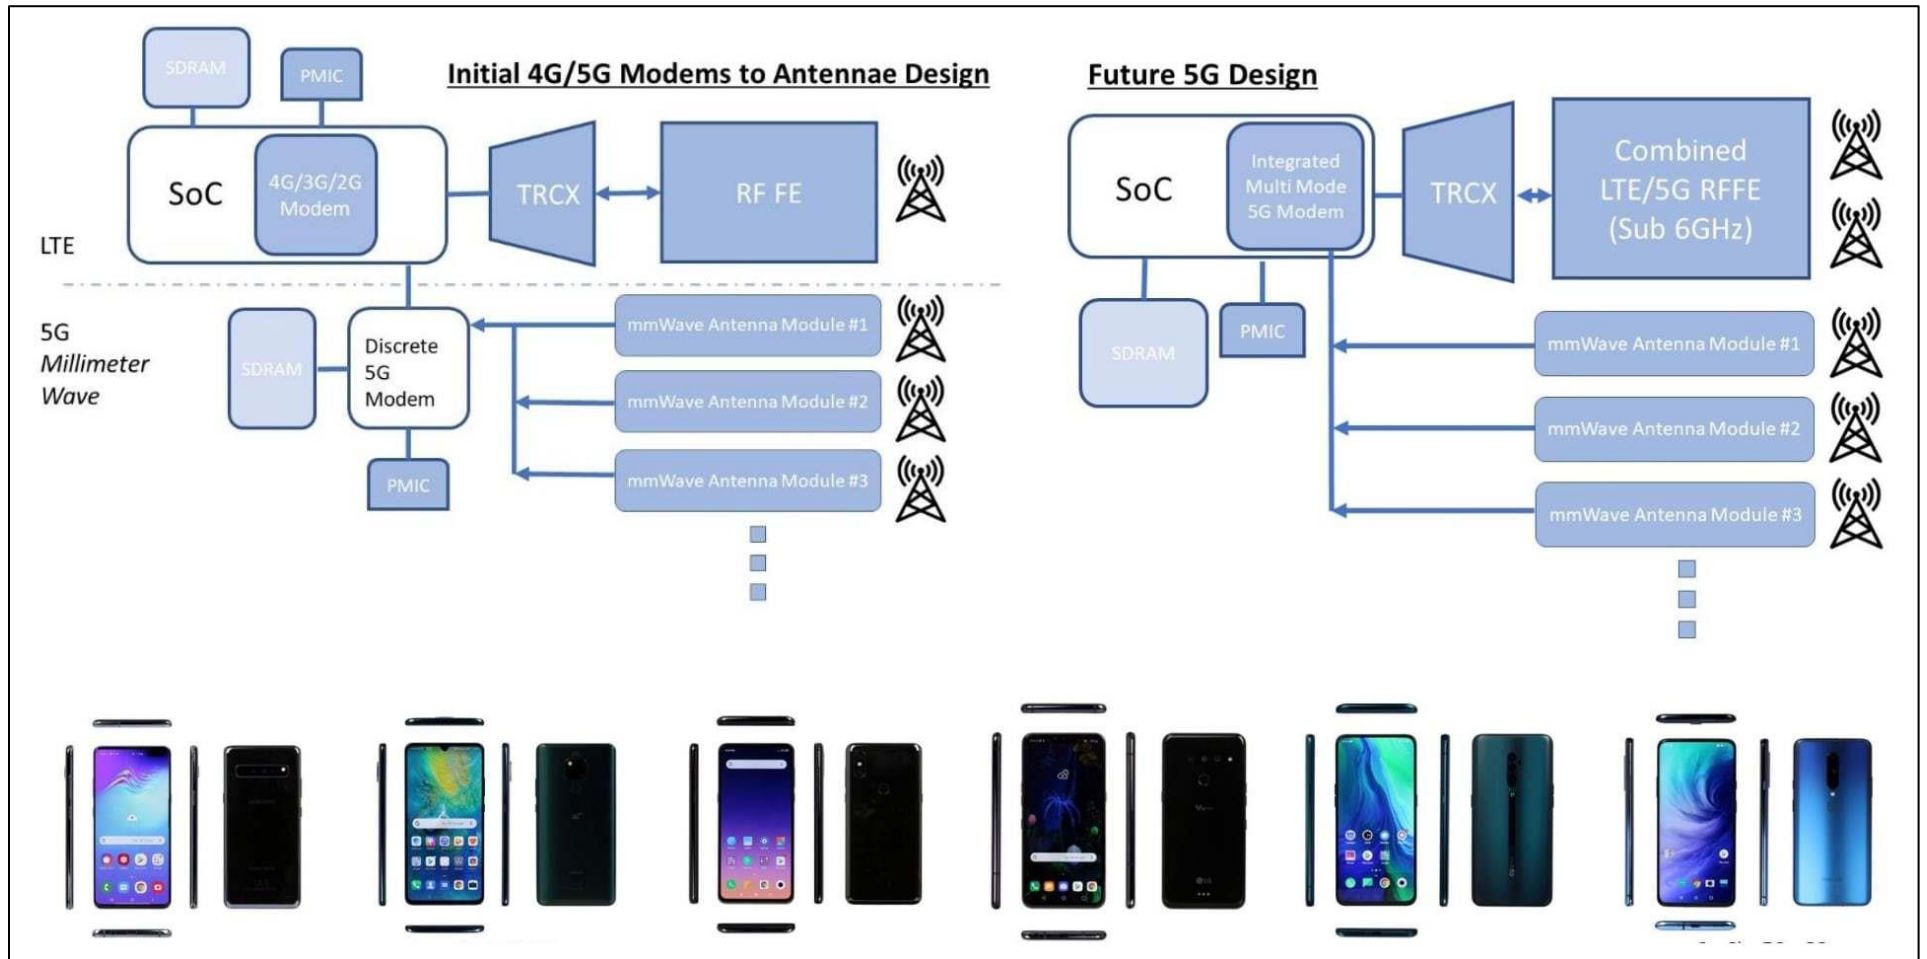 Initial 4G/5G Modems to Antennae Design
SDRAM
PMIC
SoC
4G/3G/2G
Modem
TRCX
RF FE
LTE
5G
Millimeter
Wave
SDRAM
Discrete
5G
Modem
PMIC
mmWave Antenna Module #1
mmWave Antenna Module #2
mmWave Antenna Module #3
Future 5G Design
SoC
Integrated
Multi Mode
5G Modem
TRCX
Combined
LTE/5G RFFE
(Sub 6GHz)
SDRAM
PMIC
mmWave Antenna Module #1
mmWave Antenna Module #2
mmWave Antenna Module #3
LG